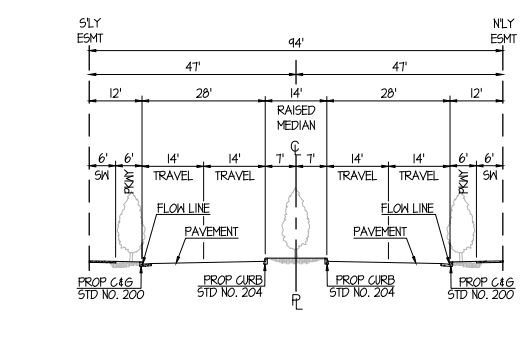 S'LY
ESMT
N'LY
ESMT
94'
47' 47'
12' 28' 14' 28' 12'
RAISED
MEDIAN
℄
6' 6' 14' 14' 7' 7' 14' 14' 6' 6'
SW PKWY TRAVEL TRAVEL TRAVEL TRAVEL PKWY SW
FLOW LINE FLOW LINE
PAVEMENT PAVEMENT
PROP C&G
STD NO. 200
PROP CURB
STD NO. 204
PROP CURB
STD NO. 204
PROP C&G
STD NO. 200
PL